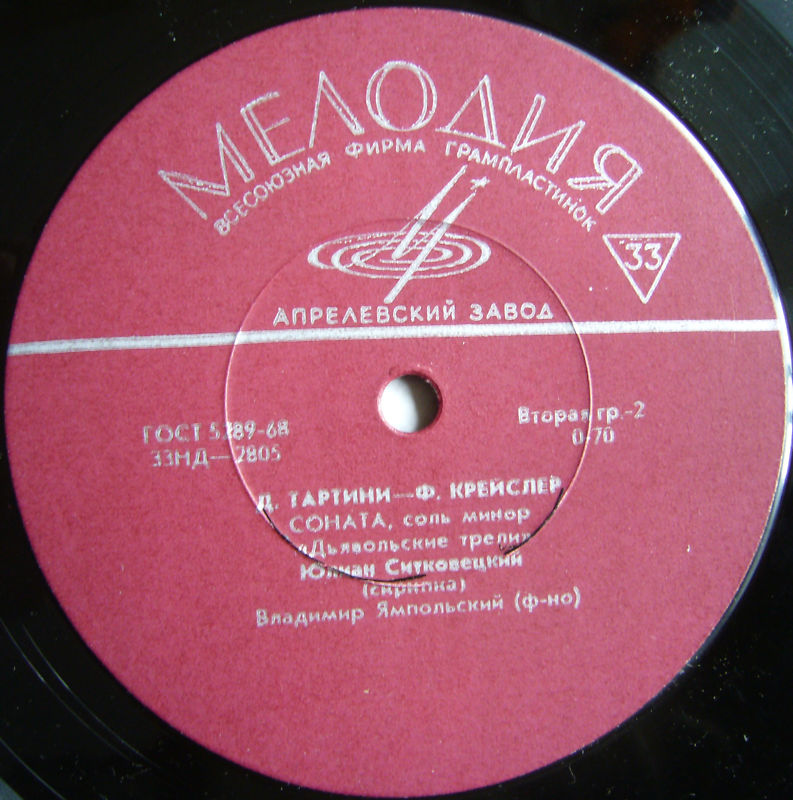 МЕЛОДИЯ
ВСЕСОЮЗНАЯ ФИРМА ГРАМПЛАСТИНОК
33
АПРЕЛЕВСКИЙ ЗАВОД
ГОСТ 5289-68
Вторая гр.-2
33НД—2805
0-70
Д. ТАРТИНИ—Ф. КРЕЙСЛЕР
СОНАТА, соль минор
«Дьявольские трели»
Юлиан Ситковецкий
(скрипка)
Владимир Ямпольский (ф-но)